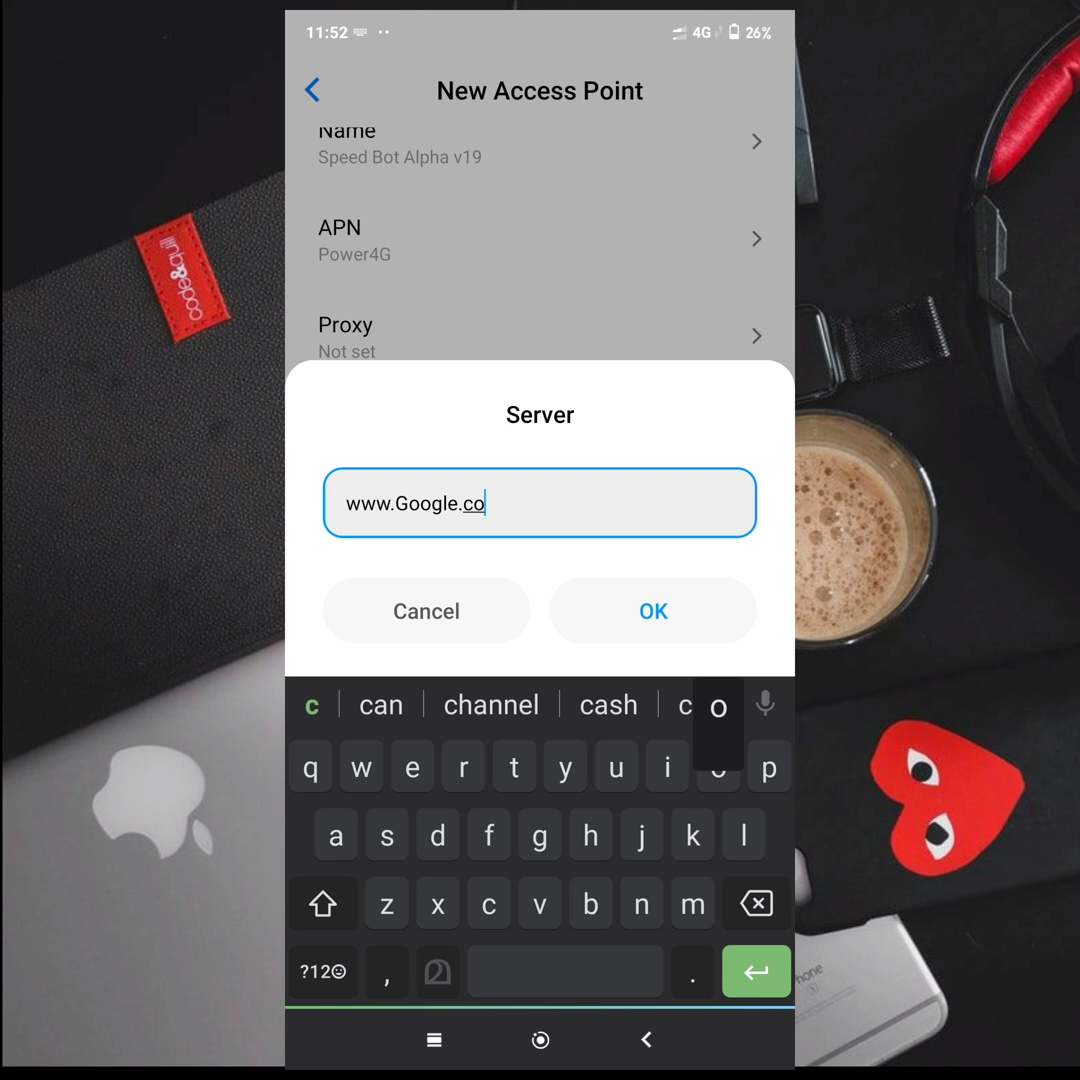 11:52 4G 26%
New Access Point
Name
Speed Bot Alpha v19
APN
Power4G
Proxy
Not set
Server
www.Google.co
Cancel OK
c can channel cash c o
q w e r t y u i o p
a s d f g h j k l
z x c v b n m
?12☺ , മ .
code&quill